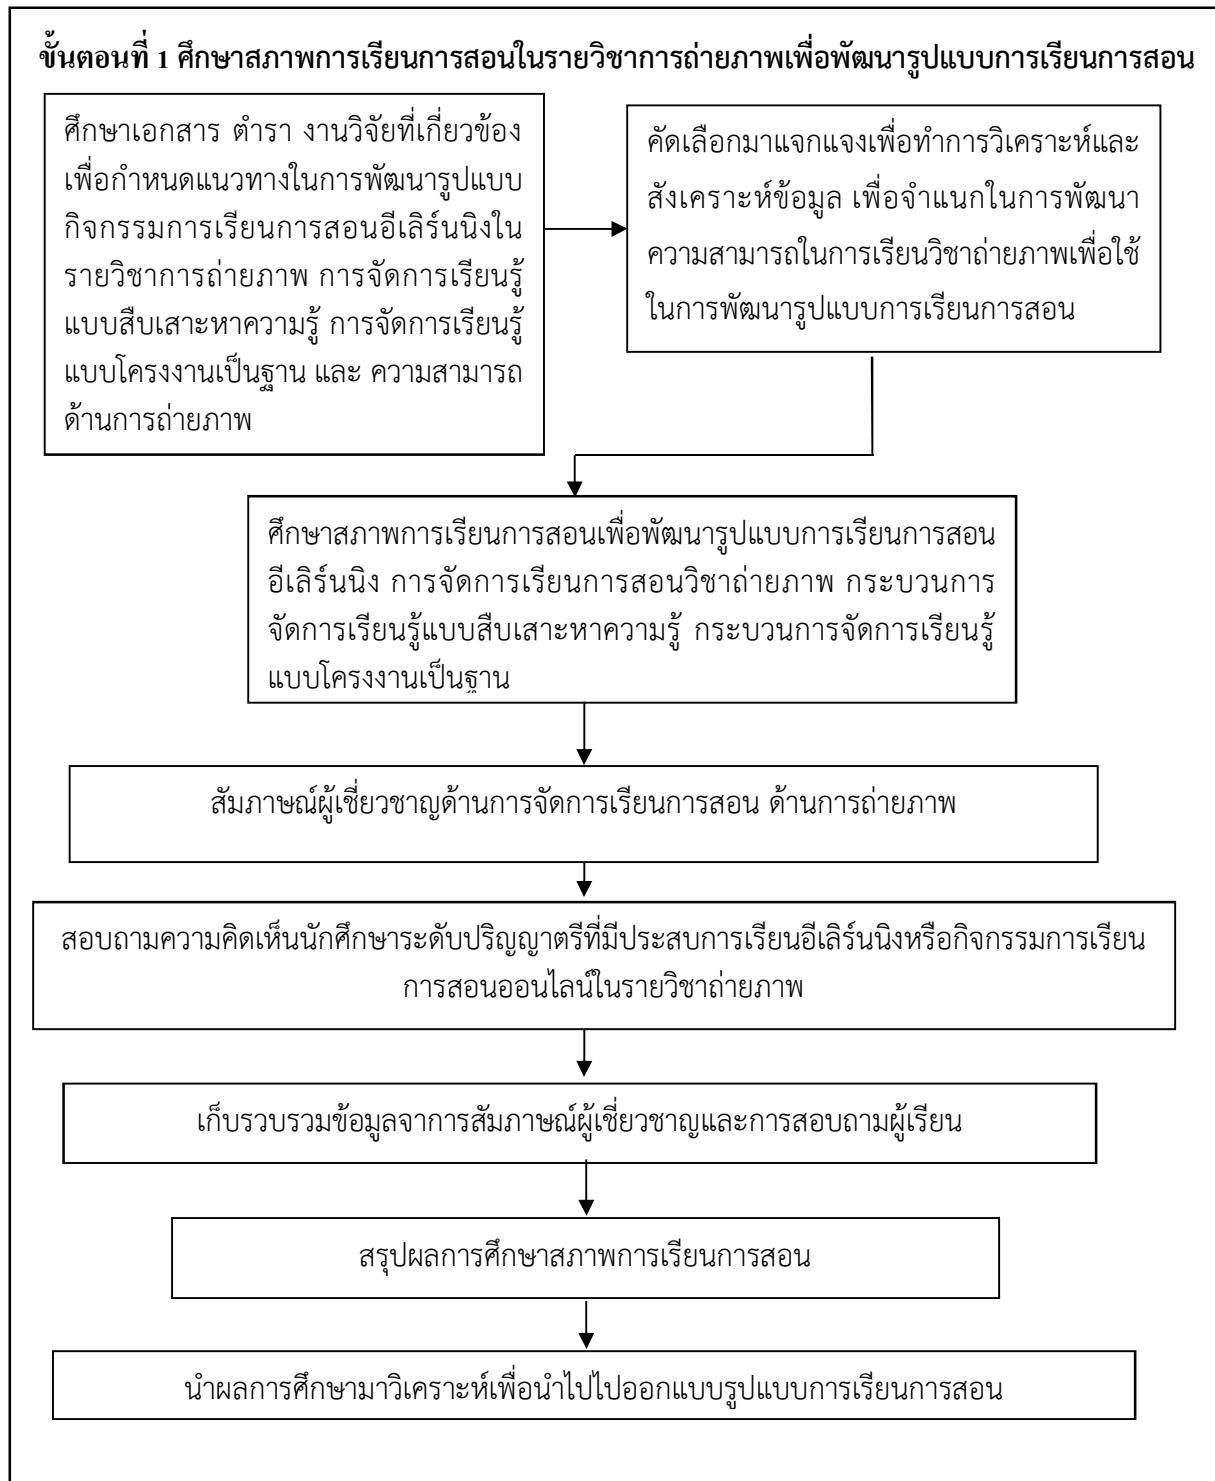 ขั้นตอนที่ 1 ศึกษาสภาพการเรียนการสอนในรายวิชาการถ่ายภาพเพื่อพัฒนารูปแบบการเรียนการสอน
ศึกษาเอกสาร ตำรา งานวิจัยที่เกี่ยวข้อง
เพื่อกำหนดแนวทางในการพัฒนารูปแบบ
กิจกรรมการเรียนการสอนอีเลิร์นนิงใน
รายวิชาการถ่ายภาพ การจัดการเรียนรู้
แบบสืบเสาะหาความรู้ การจัดการเรียนรู้
แบบโครงงานเป็นฐาน และ ความสามารถ
ด้านการถ่ายภาพ
คัดเลือกมาแจกแจงเพื่อทำการวิเคราะห์และ
สังเคราะห์ข้อมูล เพื่อจำแนกในการพัฒนา
ความสามารถในการเรียนวิชาถ่ายภาพเพื่อใช้
ในการพัฒนารูปแบบการเรียนการสอน
ศึกษาสภาพการเรียนการสอนเพื่อพัฒนารูปแบบการเรียนการสอน
อีเลิร์นนิง การจัดการเรียนการสอนวิชาถ่ายภาพ กระบวนการ
จัดการเรียนรู้แบบสืบเสาะหาความรู้ กระบวนการจัดการเรียนรู้
แบบโครงงานเป็นฐาน
สัมภาษณ์ผู้เชี่ยวชาญด้านการจัดการเรียนการสอน ด้านการถ่ายภาพ
สอบถามความคิดเห็นนักศึกษาระดับปริญญาตรีที่มีประสบการเรียนอีเลิร์นนิงหรือกิจกรรมการเรียน
การสอนออนไลน์ในรายวิชาถ่ายภาพ
เก็บรวบรวมข้อมูลจาการสัมภาษณ์ผู้เชี่ยวชาญและการสอบถามผู้เรียน
สรุปผลการศึกษาสภาพการเรียนการสอน
นำผลการศึกษามาวิเคราะห์เพื่อนำไปไปออกแบบรูปแบบการเรียนการสอน